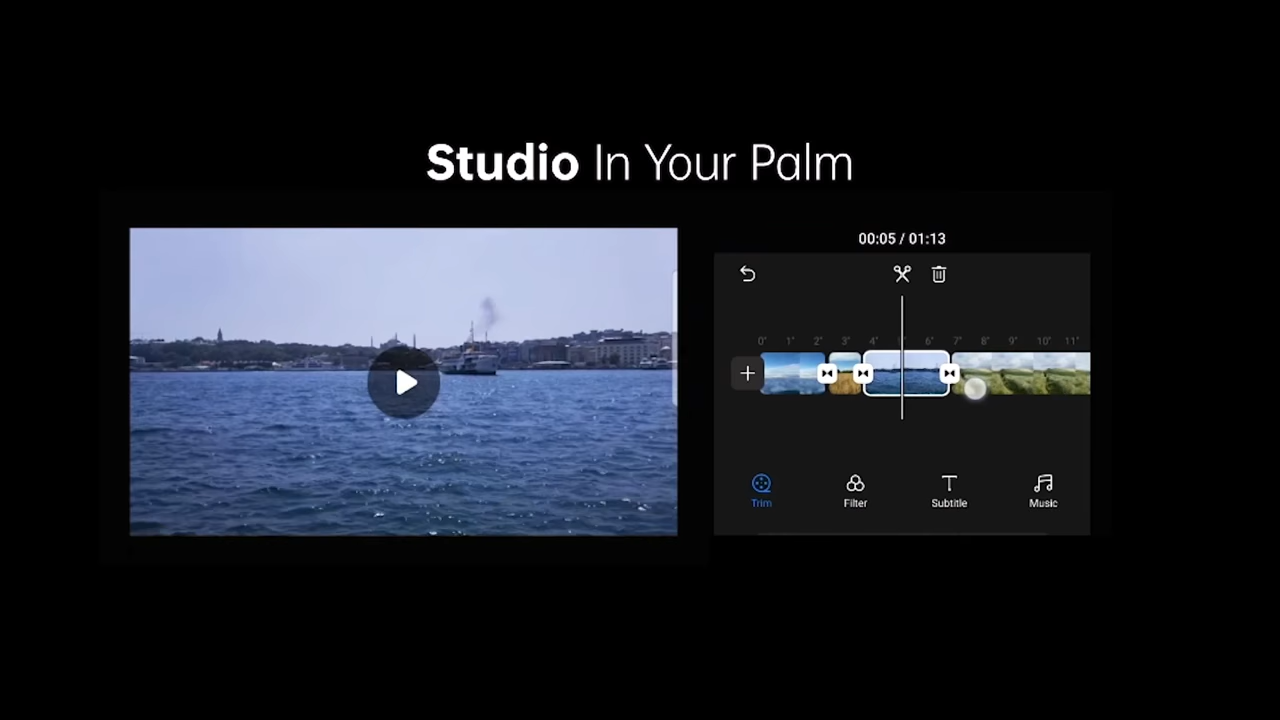 Studio In Your Palm
00:05 / 01:13
0" 1" 2" 3" 4" 6" 7" 8" 9" 10" 11"
Trim Filter Subtitle Music